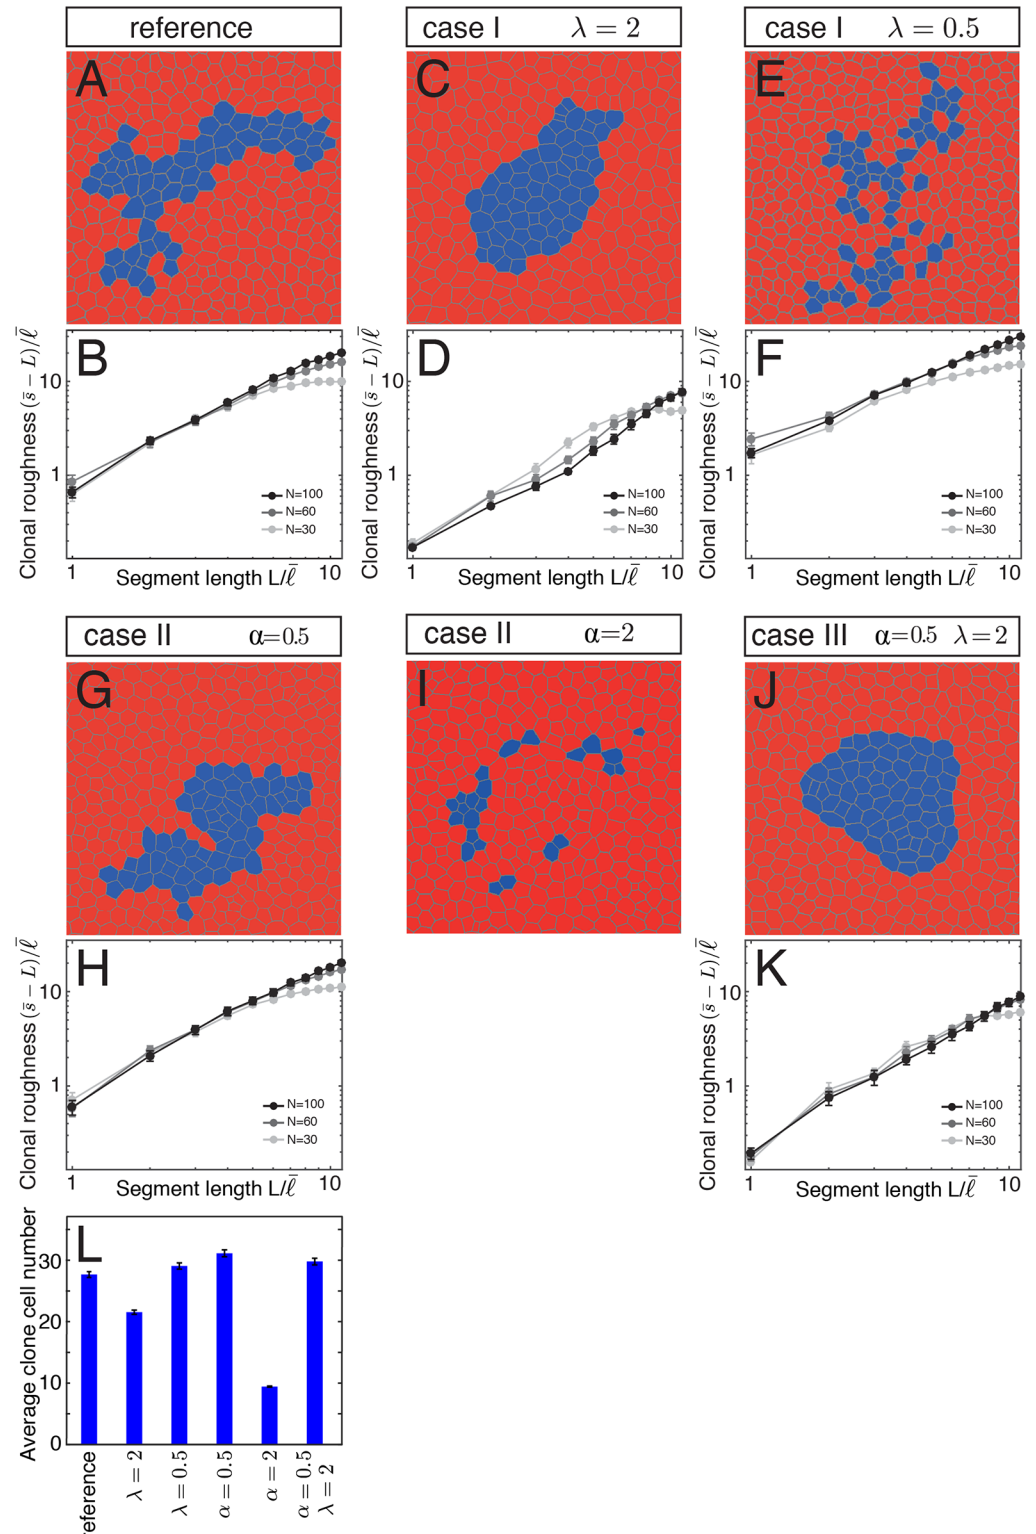 reference
case I λ = 2
case I λ = 0.5
A
C
E
B
D
F
Clonal roughness (s̄ − L)/ℓ̄
10
1
N=100
N=60
N=30
1
10
Segment length L/ℓ̄
Clonal roughness (s̄ − L)/ℓ̄
10
1
N=100
N=60
N=30
1
10
Segment length L/ℓ̄
Clonal roughness (s̄ − L)/ℓ̄
10
1
N=100
N=60
N=30
1
10
Segment length L/ℓ̄
case II α=0.5
case II α=2
case III α=0.5 λ = 2
G
I
J
H
K
Clonal roughness (s̄ − L)/ℓ̄
10
1
N=100
N=60
N=30
1
10
Segment length L/ℓ̄
Clonal roughness (s̄ − L)/ℓ̄
10
1
N=100
N=60
N=30
1
10
Segment length L/ℓ̄
L
Average clone cell number
30
20
10
0
reference
λ = 2
λ = 0.5
α = 0.5
α = 2
α = 0.5
λ = 2